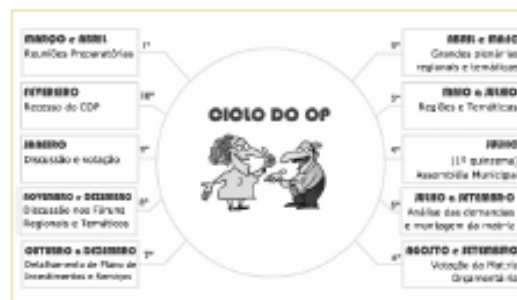 MARÇO e ABRIL
Reuniões Preparatórias
1º
FEVEREIRO
Recesso do COP
10º
JANEIRO
Discussão e votação
9º
NOVEMBRO e DEZEMBRO
Discussão nos Fóruns
Regionais e Temáticos
8º
OUTUBRO a DEZEMBRO
Detalhamento do Plano de
Investimentos e Serviços
7º
CICLO DO OP
2º
ABRIL e MAIO
Grandes plenárias
regionais e temáticas
3º
MAIO a JULHO
Regiões e Temáticas
4º
JULHO
(1ª quinzena)
Assembléia Municipal
5º
JULHO a SETEMBRO
Análise das demandas
e montagem da matriz
6º
AGOSTO e SETEMBRO
Votação da Matriz
Orçamentária